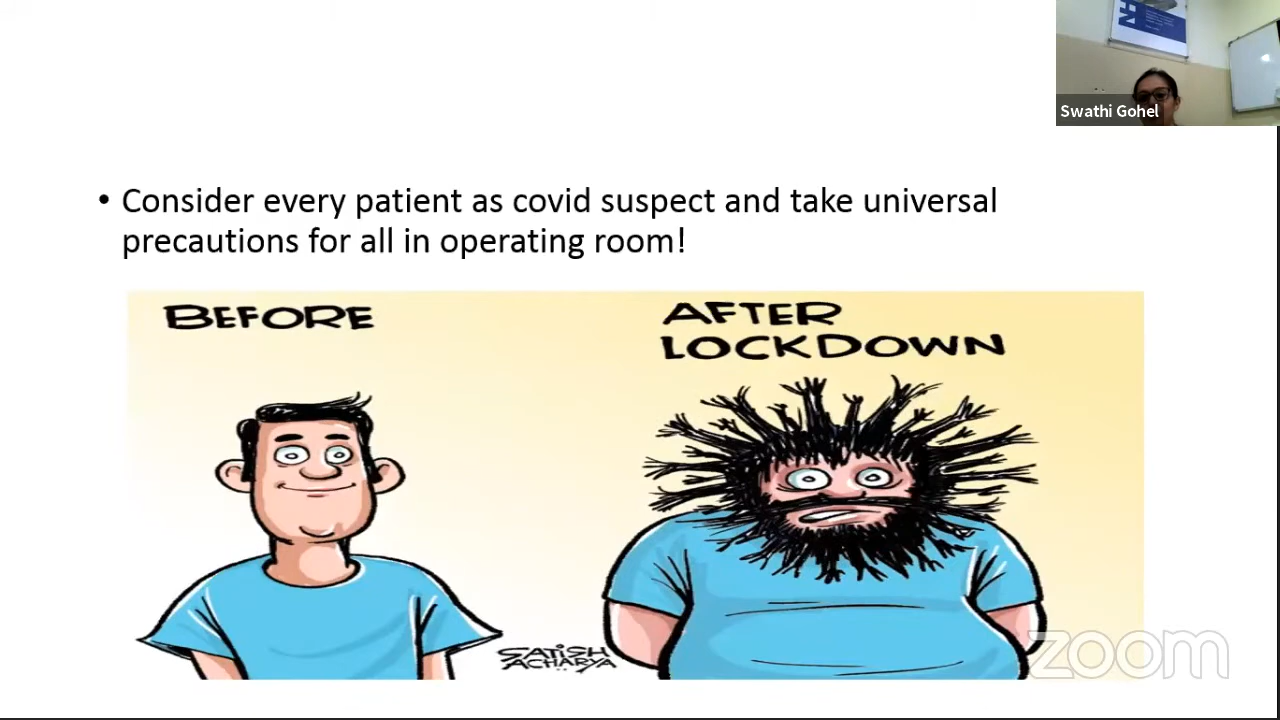 Swathi Gohel
• Consider every patient as covid suspect and take universal
precautions for all in operating room!
BEFORE
AFTER
LOCKDOWN
SATISH
ACHARYA
zoom